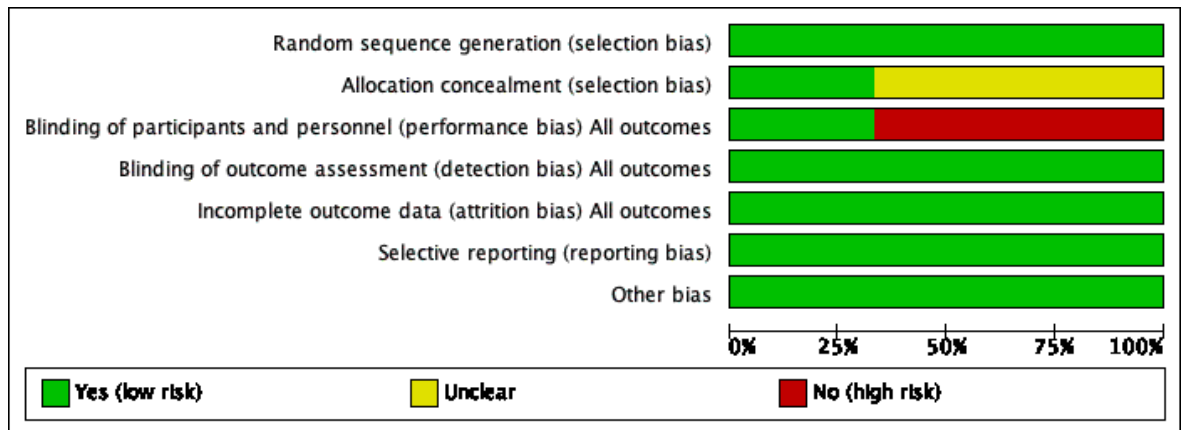 Random sequence generation (selection bias)
Allocation concealment (selection bias)
Blinding of participants and personnel (performance bias) All outcomes
Blinding of outcome assessment (detection bias) All outcomes
Incomplete outcome data (attrition bias) All outcomes
Selective reporting (reporting bias)
Other bias
0% 25% 50% 75% 100%
Yes (low risk) Unclear No (high risk)